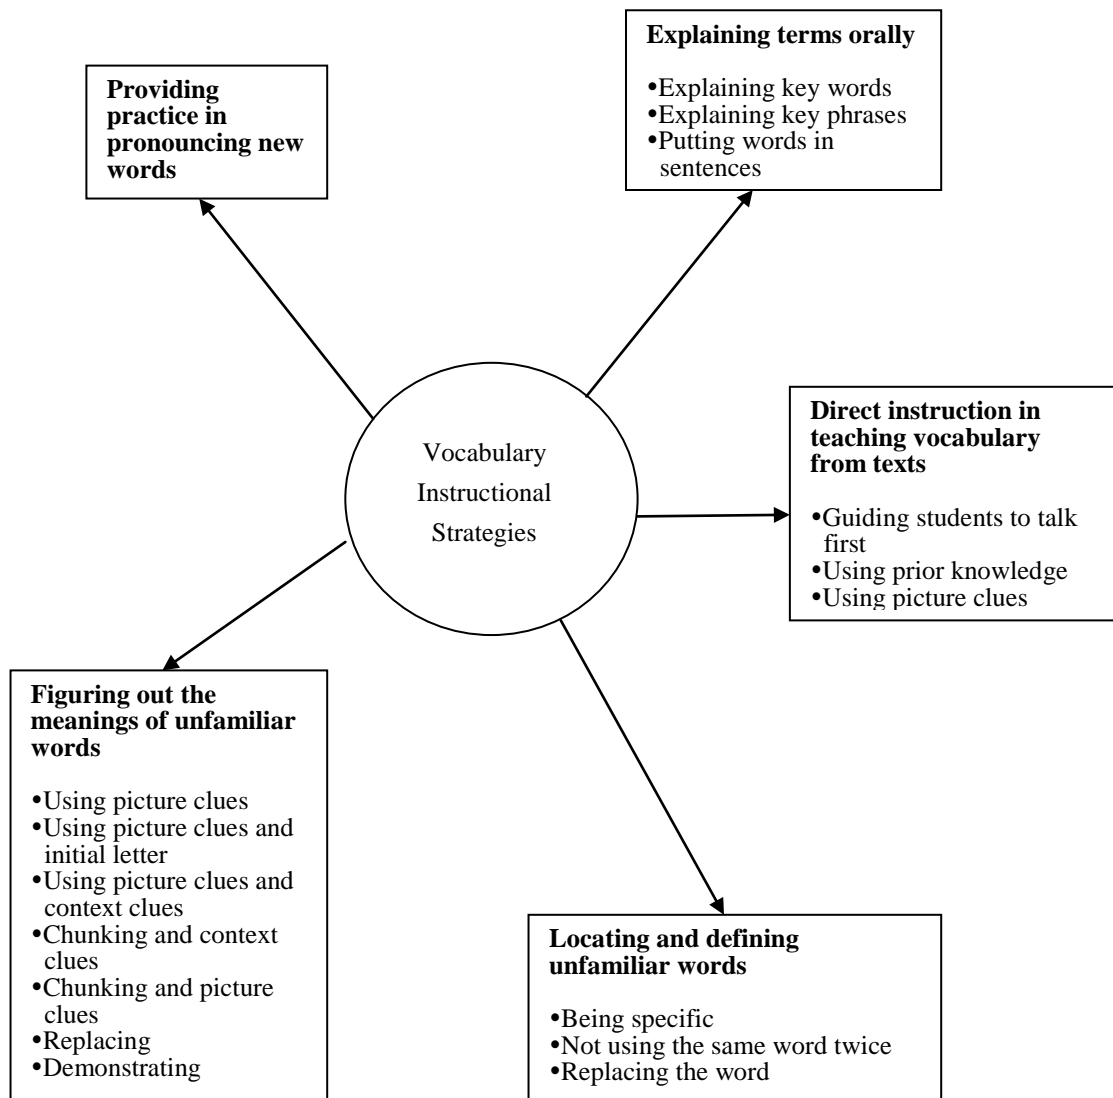 Providing
practice in
pronouncing new
words
Explaining terms orally
•Explaining key words
•Explaining key phrases
•Putting words in
sentences
Vocabulary
Instructional
Strategies
Direct instruction in
teaching vocabulary
from texts
•Guiding students to talk
first
•Using prior knowledge
•Using picture clues
Figuring out the
meanings of unfamiliar
words
•Using picture clues
•Using picture clues and
initial letter
•Using picture clues and
context clues
•Chunking and context
clues
•Chunking and picture
clues
•Replacing
•Demonstrating
Locating and defining
unfamiliar words
•Being specific
•Not using the same word twice
•Replacing the word